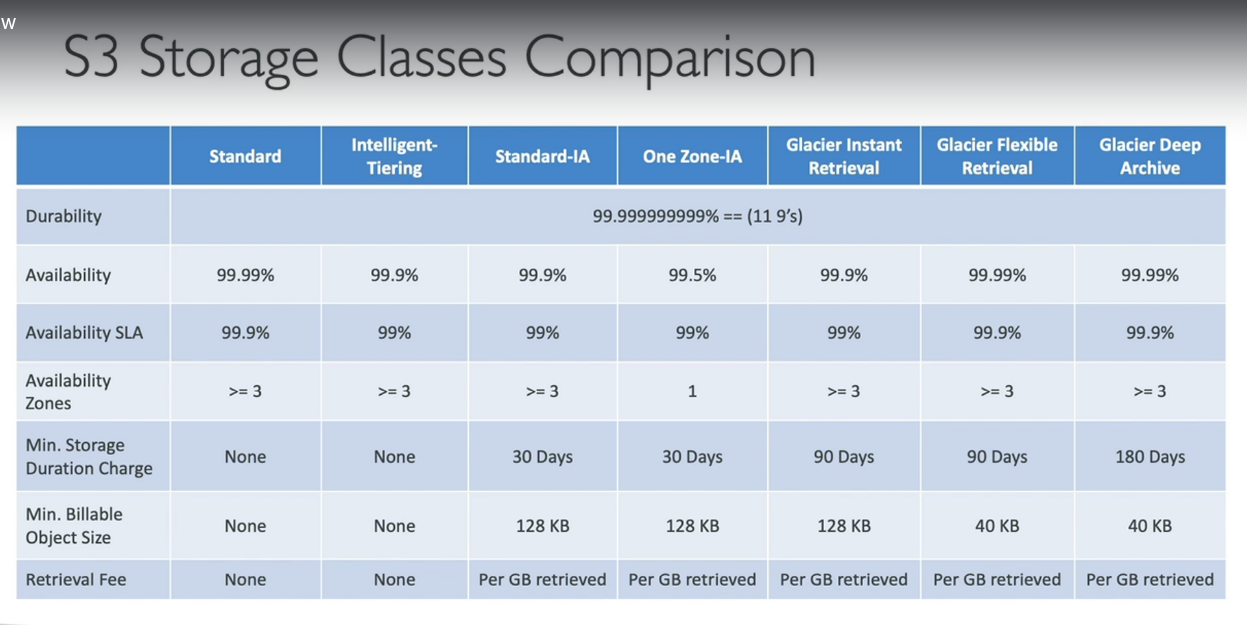 w
S3 Storage Classes Comparison
Standard
Intelligent-
Tiering
Standard-IA
One Zone-IA
Glacier Instant
Retrieval
Glacier Flexible
Retrieval
Glacier Deep
Archive
Durability
99.999999999% == (11 9’s)
Availability
99.99%
99.9%
99.9%
99.5%
99.9%
99.99%
99.99%
Availability SLA
99.9%
99%
99%
99%
99%
99.9%
99.9%
Availability
Zones
>= 3
>= 3
>= 3
1
>= 3
>= 3
>= 3
Min. Storage
Duration Charge
None
None
30 Days
30 Days
90 Days
90 Days
180 Days
Min. Billable
Object Size
None
None
128 KB
128 KB
128 KB
40 KB
40 KB
Retrieval Fee
None
None
Per GB retrieved
Per GB retrieved
Per GB retrieved
Per GB retrieved
Per GB retrieved